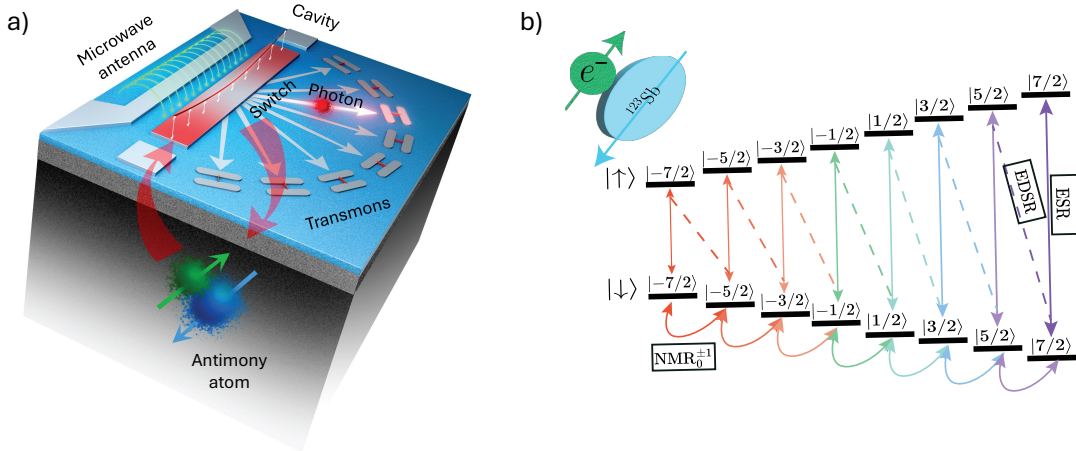 a)
Microwave
antenna
Cavity
Switch
Photon
Transmons
Antimony
atom
b)
e⁻
¹²³Sb
|↑⟩
|−7/2⟩
|−5/2⟩
|−3/2⟩
|−1/2⟩
|1/2⟩
|3/2⟩
|5/2⟩
|7/2⟩
EDSR
ESR
|↓⟩
|−7/2⟩
|−5/2⟩
|−3/2⟩
|−1/2⟩
|1/2⟩
|3/2⟩
|5/2⟩
|7/2⟩
NMR₀^{±1}